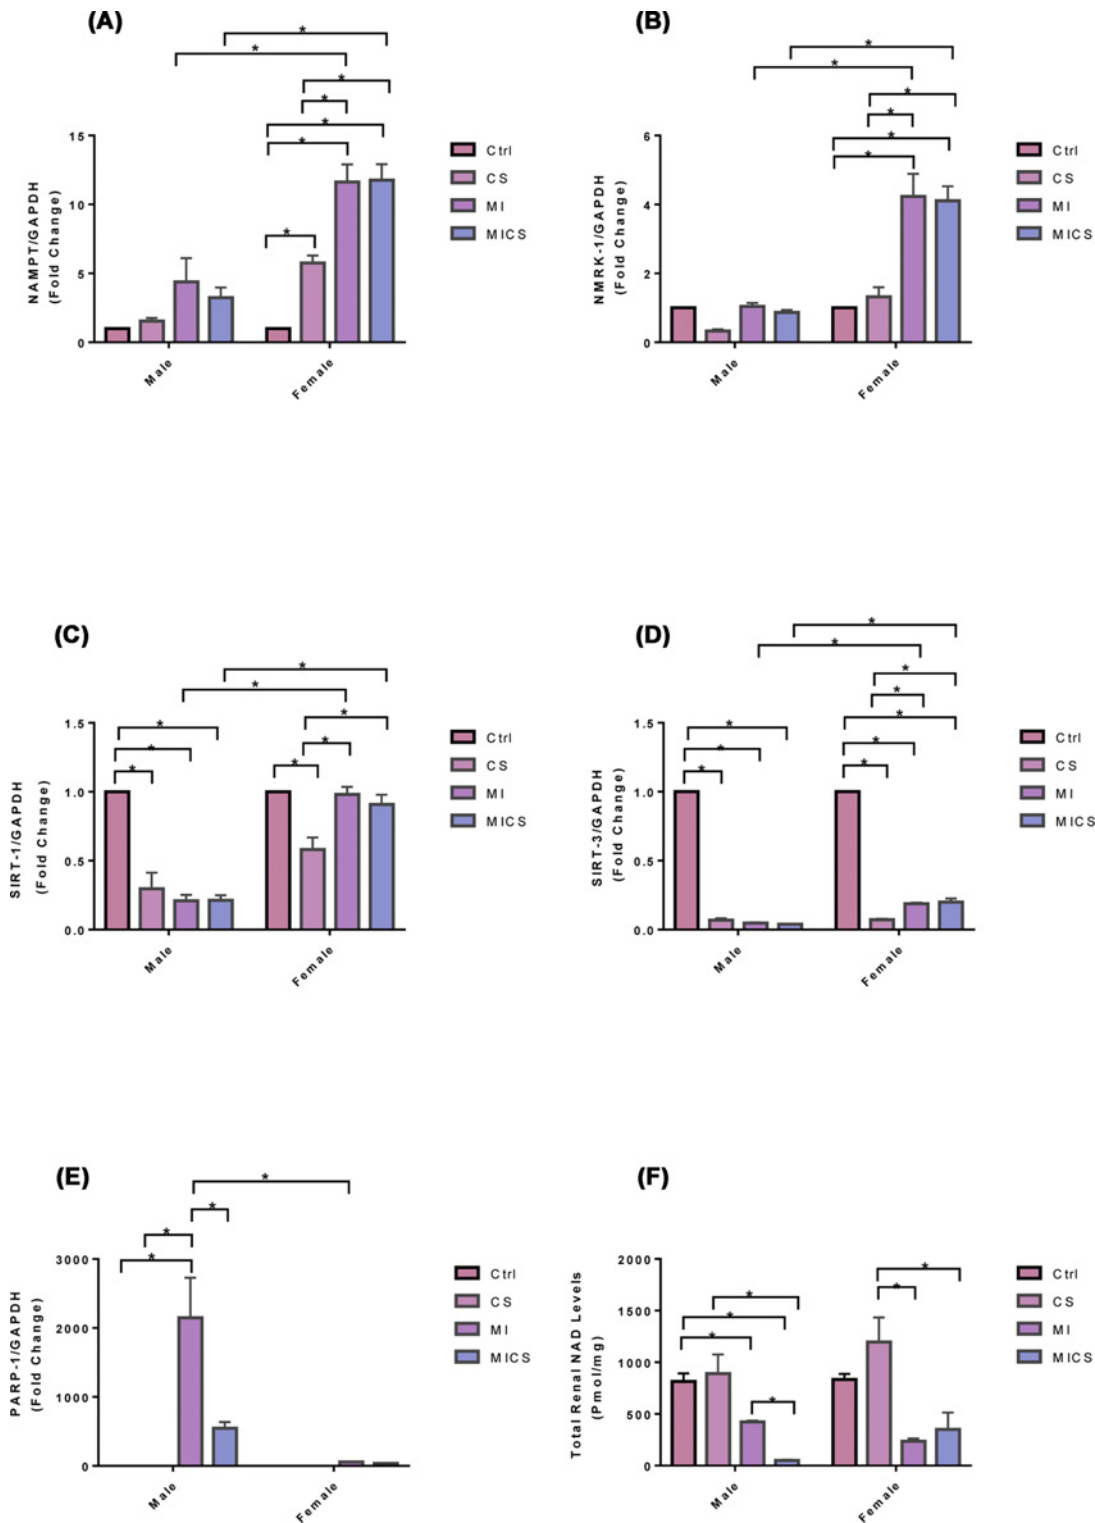 (A)
NAMPT/GAPDH
(Fold Change)
15
10
5
0
Male
Female
Ctrl
CS
MI
MICS
* * * * * * *
(B)
NMRK-1/GAPDH
(Fold Change)
6
4
2
0
Male
Female
Ctrl
CS
MI
MICS
* * * * * *
(C)
SIRT-1/GAPDH
(Fold Change)
1.5
1.0
0.5
0.0
Male
Female
Ctrl
CS
MI
MICS
* * * * * * * *
(D)
SIRT-3/GAPDH
(Fold Change)
1.5
1.0
0.5
0.0
Male
Female
Ctrl
CS
MI
MICS
* * * * * * * * * *
(E)
PARP-1/GAPDH
(Fold Change)
3000
2000
1000
0
Male
Female
Ctrl
CS
MI
MICS
* * * *
(F)
Total Renal NAD Levels
(Pmol/mg)
2000
1500
1000
500
0
Male
Female
Ctrl
CS
MI
MICS
* * * * * *